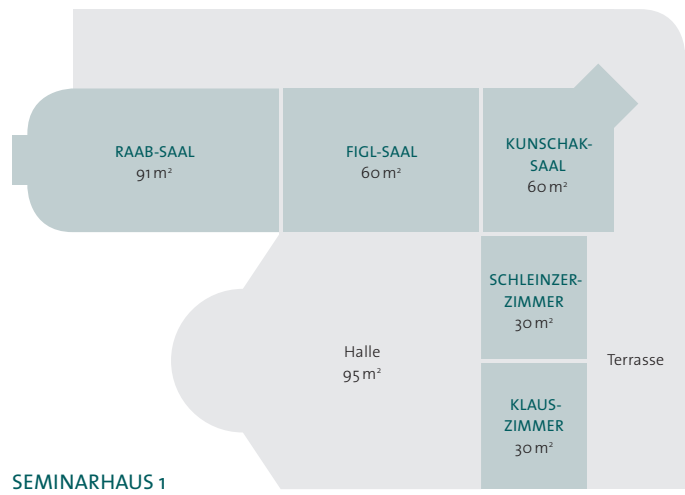 RAAB-SAAL
91 m²
FIGL-SAAL
60 m²
KUNSCHAK-
SAAL
60 m²
SCHLEINZER-
ZIMMER
30 m²
Halle
95 m²
Terrasse
KLAUS-
ZIMMER
30 m²
SEMINARHAUS 1